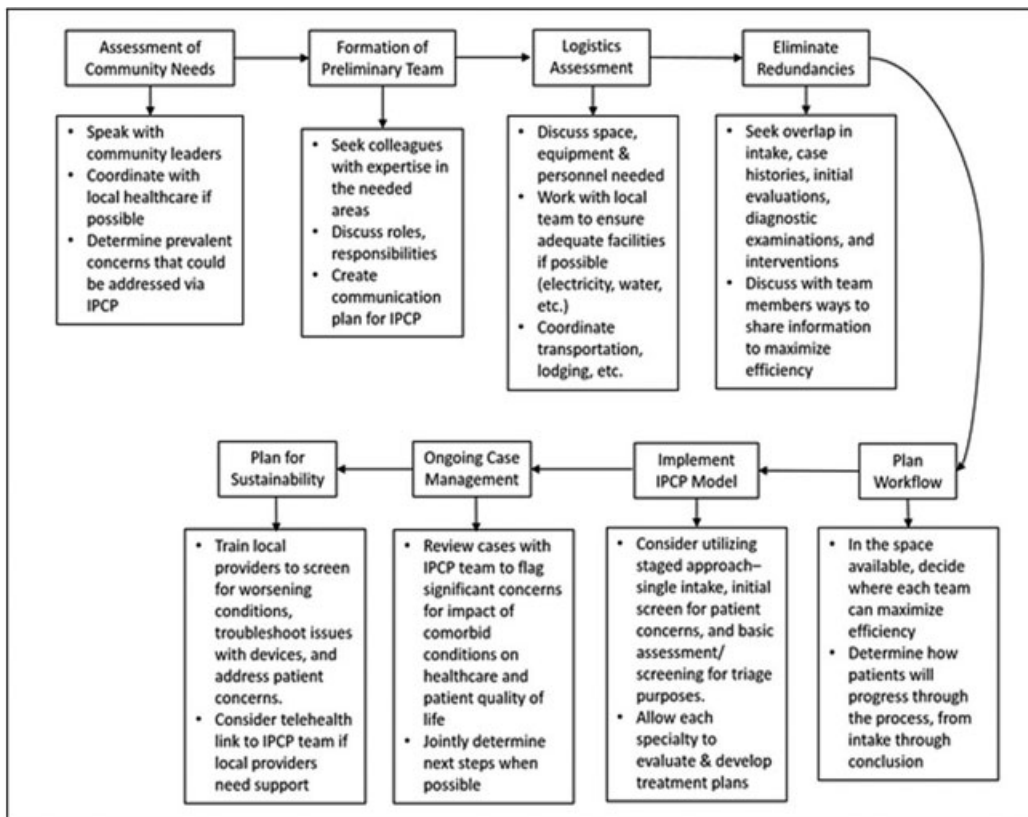 Assessment of
Community Needs
Formation of
Preliminary Team
Logistics
Assessment
Eliminate
Redundancies
• Speak with
community leaders
• Coordinate with
local healthcare if
possible
• Determine prevalent
concerns that could
be addressed via
IPCP
• Seek colleagues
with expertise in
the needed
areas
• Discuss roles,
responsibilities
• Create
communication
plan for IPCP
• Discuss space,
equipment &
personnel needed
• Work with local
team to ensure
adequate facilities
if possible
(electricity, water,
etc.)
• Coordinate
transportation,
lodging, etc.
• Seek overlap in
intake, case
histories, initial
evaluations,
diagnostic
examinations, and
interventions
• Discuss with team
members ways to
share information
to maximize
efficiency
Plan for
Sustainability
Ongoing Case
Management
Implement
IPCP Model
Plan
Workflow
• Train local
providers to screen
for worsening
conditions,
troubleshoot issues
with devices, and
address patient
concerns.
• Consider telehealth
link to IPCP team if
local providers
need support
• Review cases with
IPCP team to flag
significant concerns
for impact of
comorbid
conditions on
healthcare and
patient quality of
life
• Jointly determine
next steps when
possible
• Consider utilizing
staged approach–
single intake, initial
screen for patient
concerns, and basic
assessment/
screening for triage
purposes.
• Allow each
specialty to
evaluate & develop
treatment plans
• In the space
available, decide
where each team
can maximize
efficiency
• Determine how
patients will
progress through
the process, from
intake through
conclusion